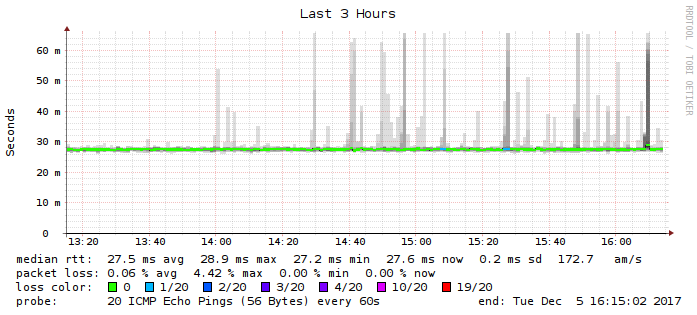 Last 3 Hours
RRDTOOL / TOBI OETIKER
Seconds
60 m
50 m
40 m
30 m
20 m
10 m
0
13:20 13:40 14:00 14:20 14:40 15:00 15:20 15:40 16:00
median rtt: 27.5 ms avg 28.9 ms max 27.2 ms min 27.6 ms now 0.2 ms sd 172.7 am/s
packet loss: 0.06 % avg 4.42 % max 0.00 % min 0.00 % now
loss color: 0 1/20 2/20 3/20 4/20 10/20 19/20
probe: 20 ICMP Echo Pings (56 Bytes) every 60s end: Tue Dec 5 16:15:02 2017